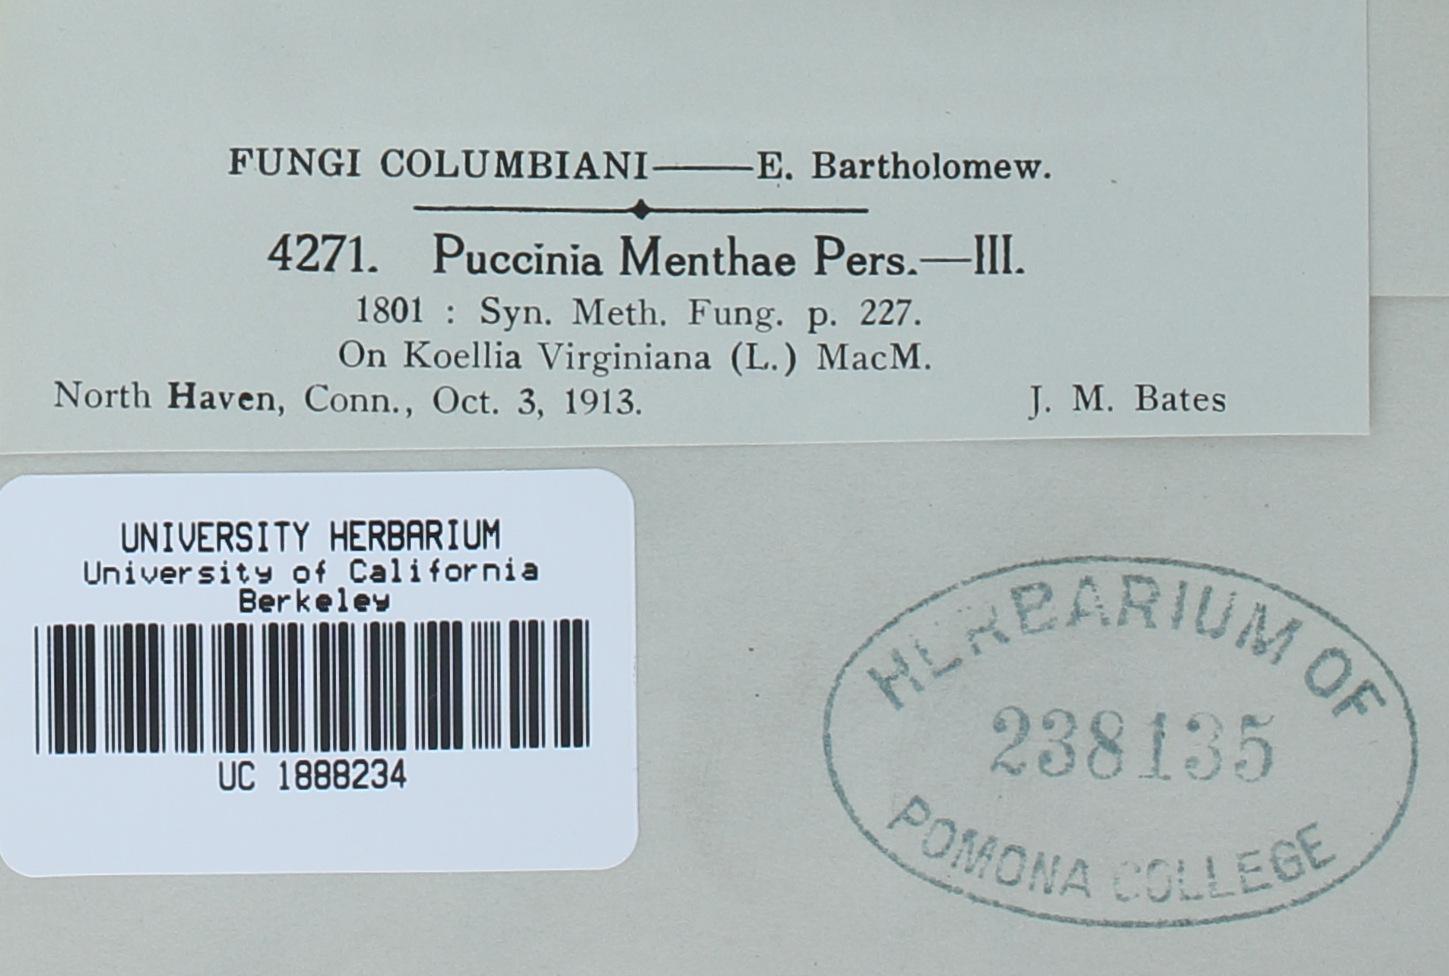 FUNGI COLUMBIANI——E. Bartholomew.
4271. Puccinia Menthae Pers.—III.
1801 : Syn. Meth. Fung. p. 227.
On Koellia Virginiana (L.) MacM.
North Haven, Conn., Oct. 3, 1913. J. M. Bates
UNIVERSITY HERBARIUM
University of California
Berkeley
UC 1888234
HERBARIUM OF
238135
POMONA COLLEGE